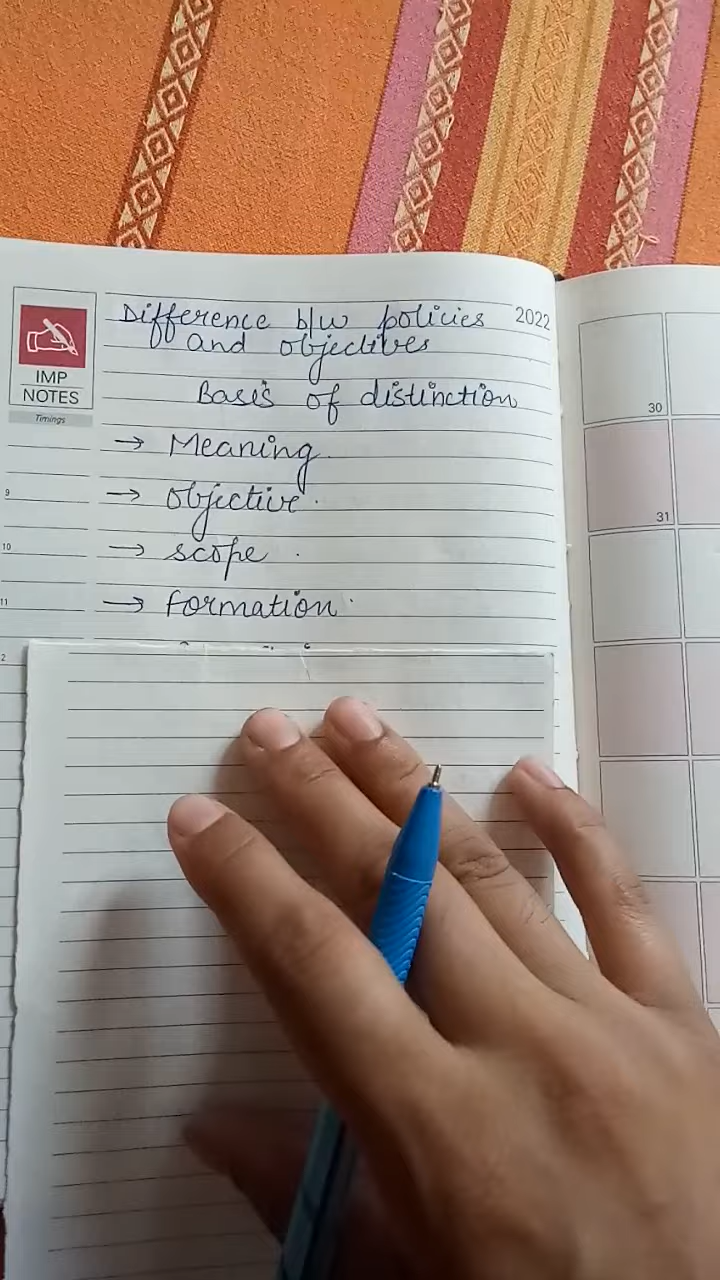 Difference b/w policies 2022
and objectives
IMP
NOTES
Basis of distinction
Timings
→ Meaning.
9
→ objective.
10
→ scope.
11
→ formation.
2
30
31